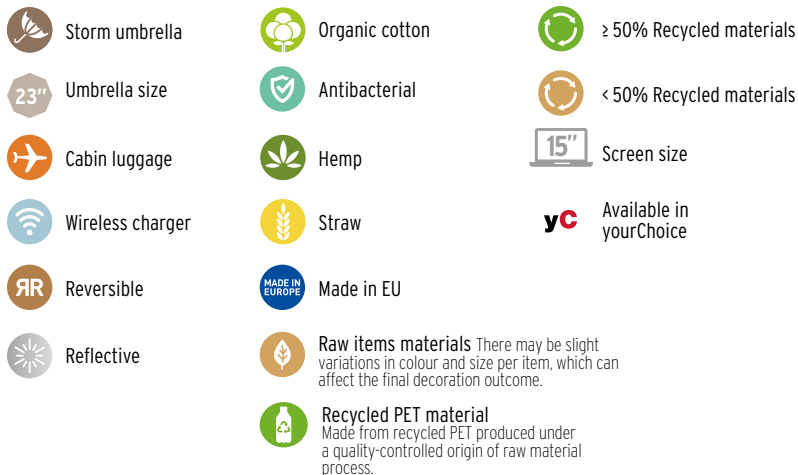 Storm umbrella
23"
Umbrella size
Cabin luggage
Wireless charger
ЯR
Reversible
Reflective
Organic cotton
Antibacterial
Hemp
Straw
MADE IN
EUROPE
Made in EU
Raw items materials There may be slight
variations in colour and size per item, which can
affect the final decoration outcome.
Recycled PET material
Made from recycled PET produced under
a quality-controlled origin of raw material
process.
≥ 50% Recycled materials
< 50% Recycled materials
15"
Screen size
yC
Available in
yourChoice